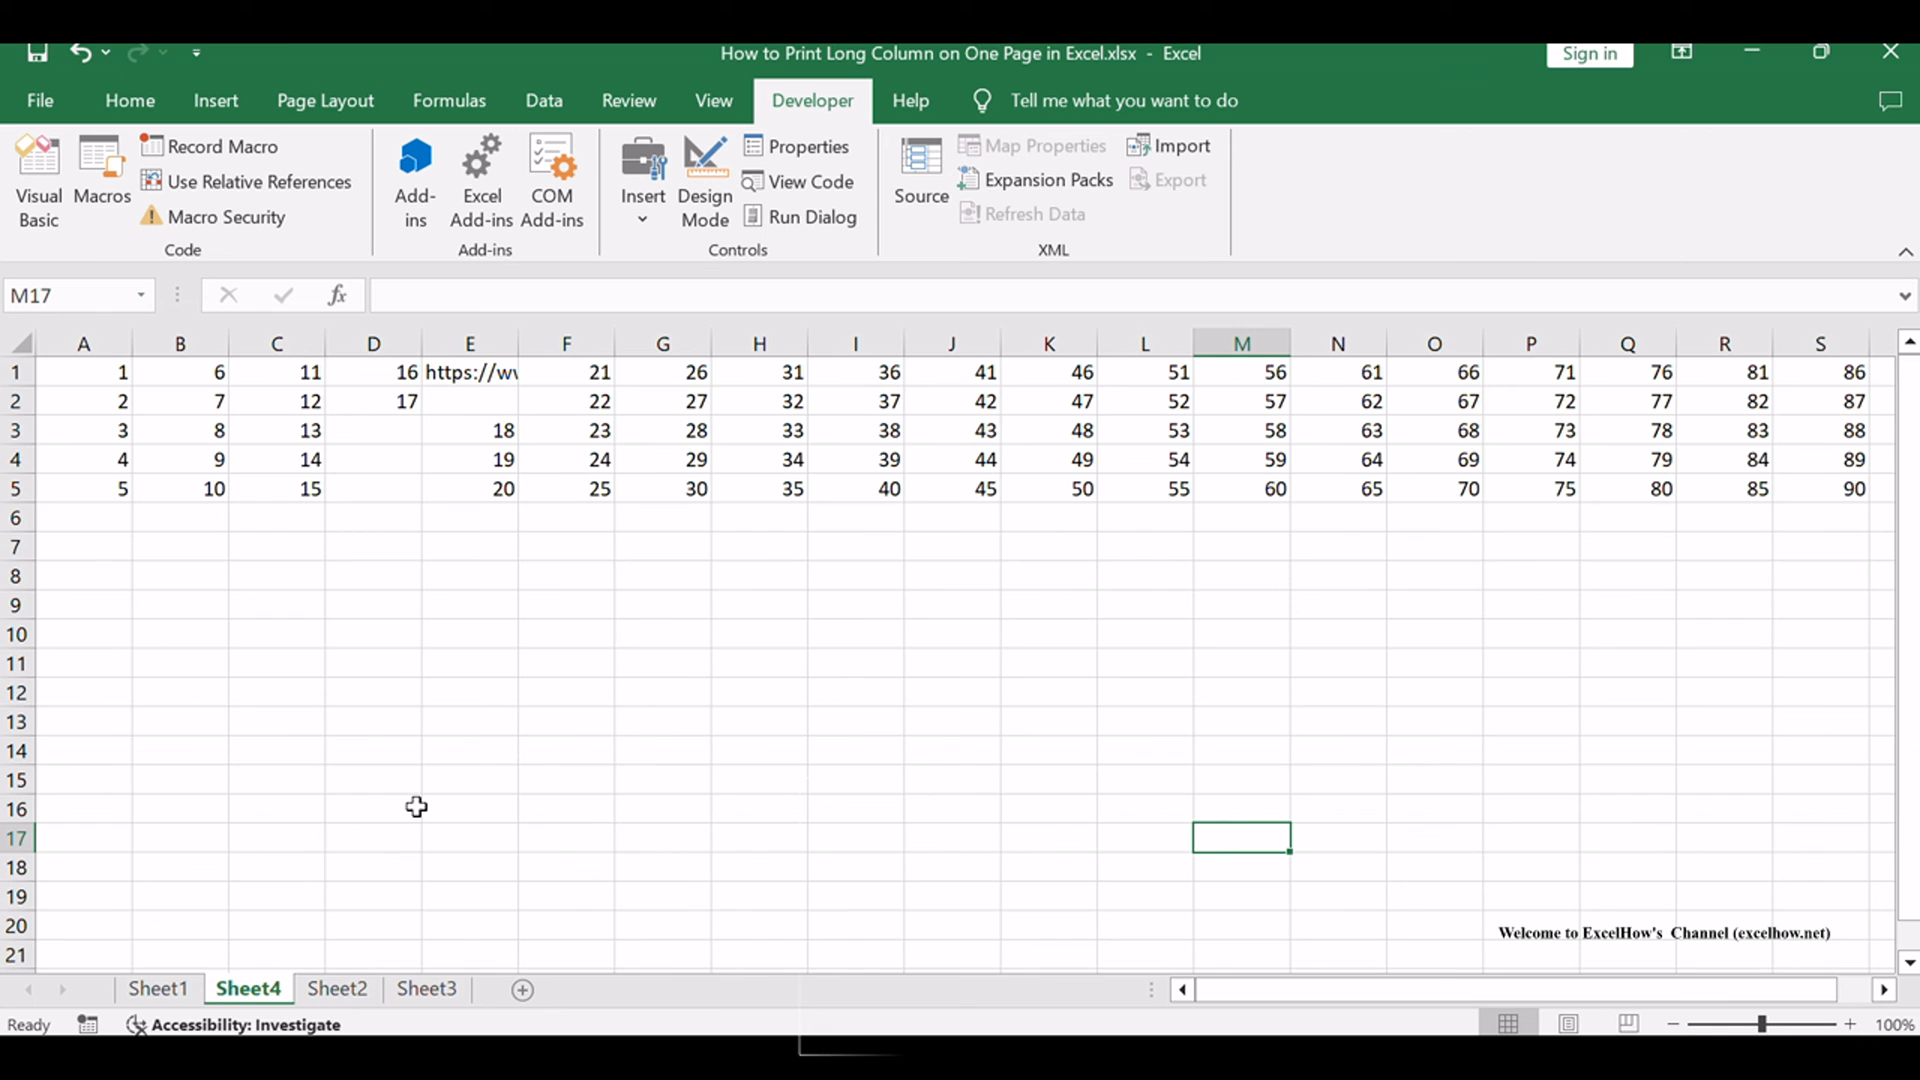 How to Print Long Column on One Page in Excel.xlsx - Excel
Sign in
File Home Insert Page Layout Formulas Data Review View Developer Help Tell me what you want to do
Visual Basic
Macros
Record Macro
Use Relative References
Macro Security
Code
Add-ins
Excel Add-ins
COM Add-ins
Add-ins
Insert
Design Mode
Properties
View Code
Run Dialog
Controls
Source
Map Properties
Expansion Packs
Refresh Data
Import
Export
XML
M17
fx
A B C D E F G H I J K L M N O P Q R S
1 1 6 11 16 https://wv 21 26 31 36 41 46 51 56 61 66 71 76 81 86
2 2 7 12 17 22 27 32 37 42 47 52 57 62 67 72 77 82 87
3 3 8 13 18 23 28 33 38 43 48 53 58 63 68 73 78 83 88
4 4 9 14 19 24 29 34 39 44 49 54 59 64 69 74 79 84 89
5 5 10 15 20 25 30 35 40 45 50 55 60 65 70 75 80 85 90
6
7
8
9
10
11
12
13
14
15
16
17
18
19
20
Welcome to ExcelHow's Channel (excelhow.net)
21
Sheet1 Sheet4 Sheet2 Sheet3
Ready Accessibility: Investigate 100%